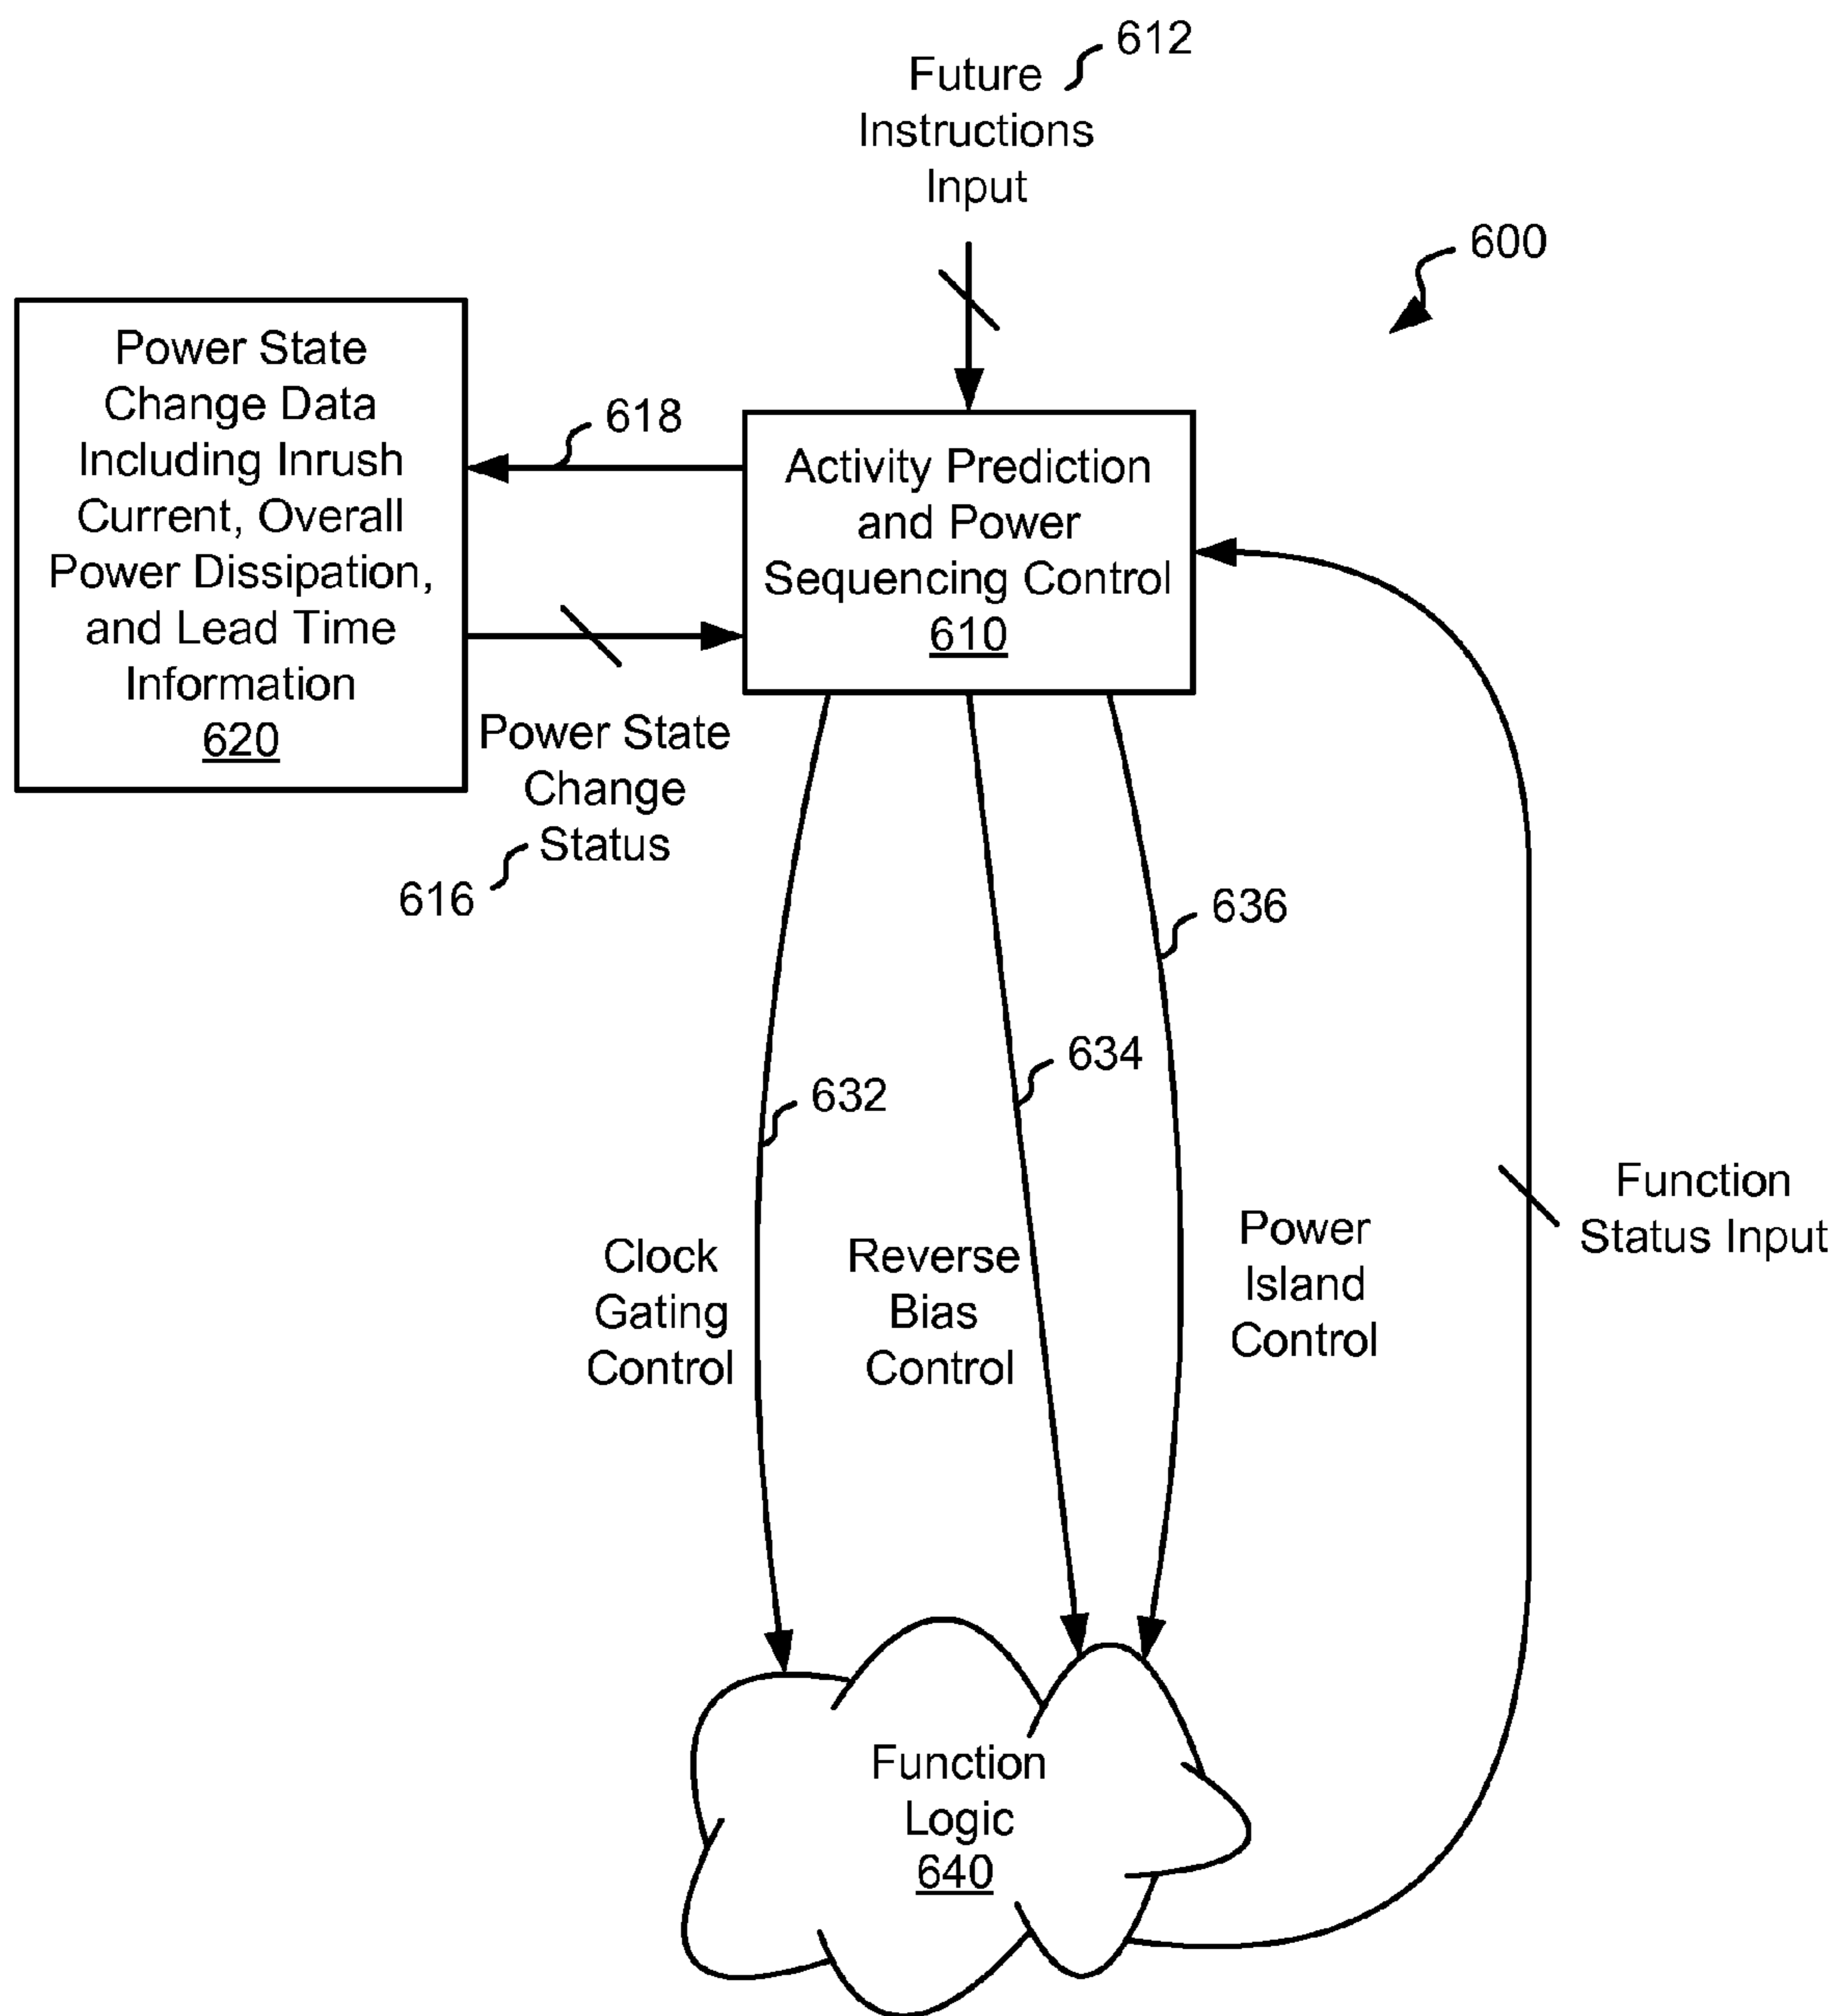 612
Future
Instructions
Input
600
Power State
Change Data
Including Inrush
Current, Overall
Power Dissipation,
and Lead Time
Information
620
618
Activity Prediction
and Power
Sequencing Control
610
Power State
Change
Status
616
636
634
632
Clock
Gating
Control
Reverse
Bias
Control
Power
Island
Control
Function
Status Input
Function
Logic
640